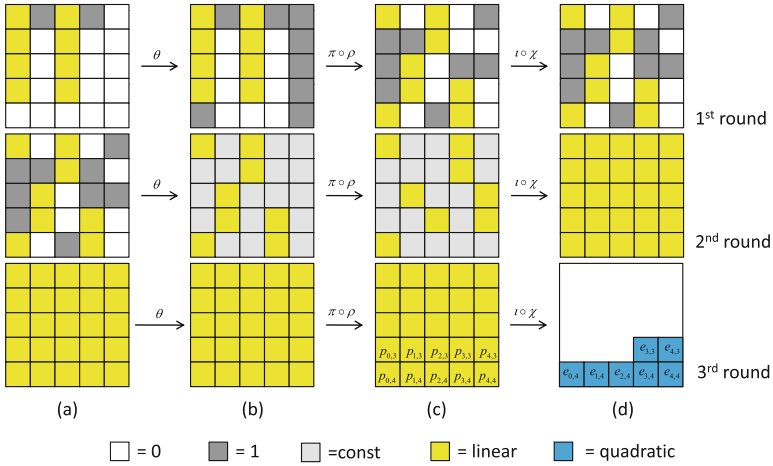 θ π ∘ ρ ι ∘ χ
1st round
θ π ∘ ρ ι ∘ χ
2nd round
θ π ∘ ρ ι ∘ χ
p0,3 p1,3 p2,3 p3,3 p4,3 e3,3 e4,3
p0,4 p1,4 p2,4 p3,4 p4,4 e0,4 e1,4 e2,4 e3,4 e4,4
3rd round
(a) (b) (c) (d)
= 0 = 1 =const = linear = quadratic